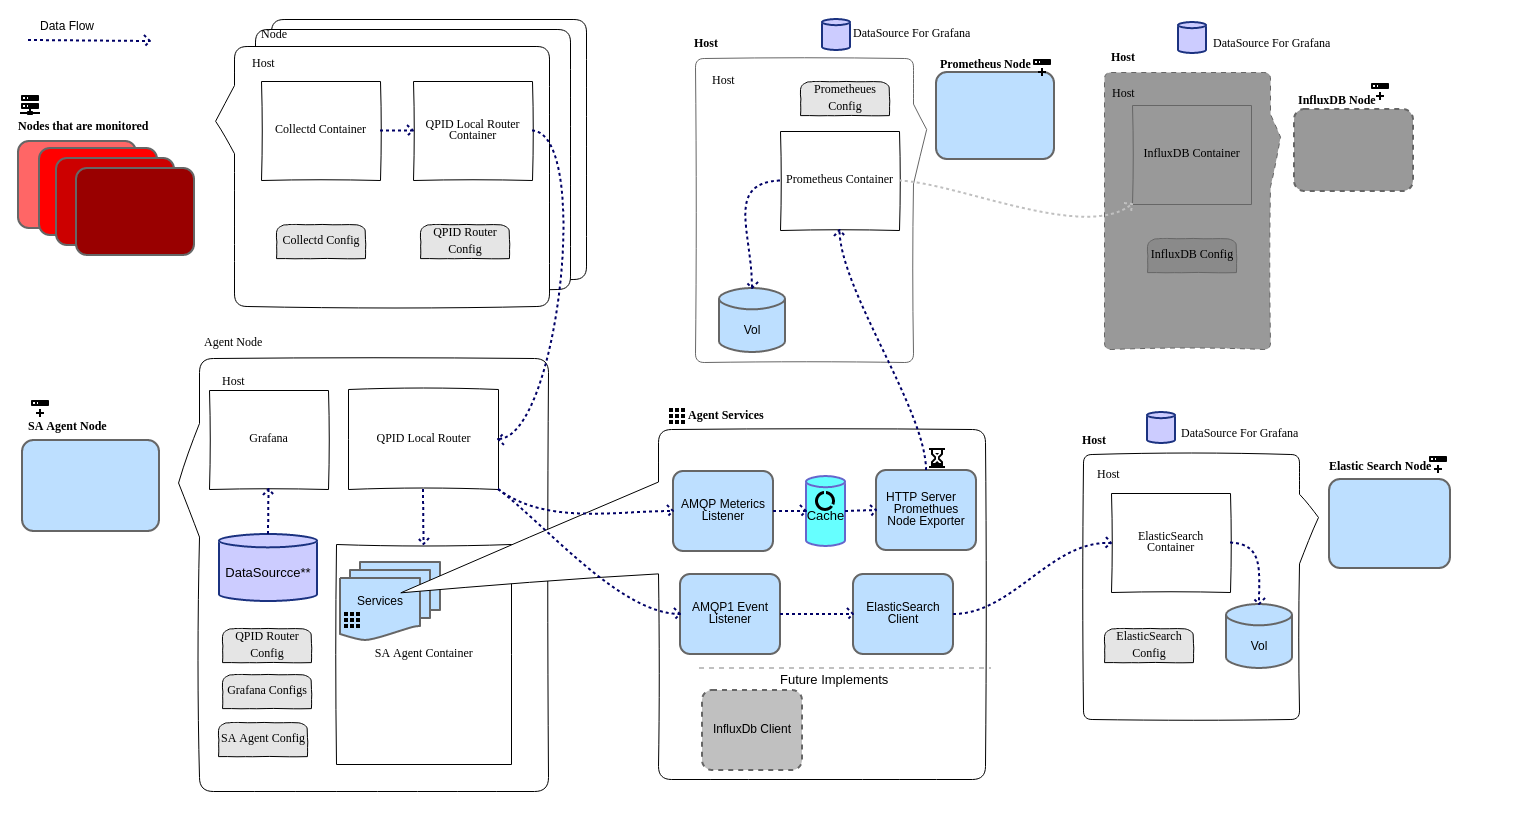 Data Flow
Nodes that are monitored
Node
Host
Collectd Container
QPID Local Router
Container
Collectd Config
QPID Router
Config
Host
DataSource For Grafana
Host
Prometheues
Config
Prometheus Container
Vol
Prometheus Node
Host
DataSource For Grafana
Host
InfluxDB Container
InfluxDB Config
InfluxDB Node
SA Agent Node
Agent Node
Host
Grafana
QPID Local Router
DataSourcce**
QPID Router
Config
Grafana Configs
SA Agent Config
Services
SA Agent Container
Agent Services
AMQP Meterics
Listener
Cache
HTTP Server
Promethues
Node Exporter
AMQP1 Event
Listener
ElasticSearch
Client
Future Implements
InfluxDb Client
Host
DataSource For Grafana
Host
ElasticSearch
Container
ElasticSearch
Config
Vol
Elastic Search Node